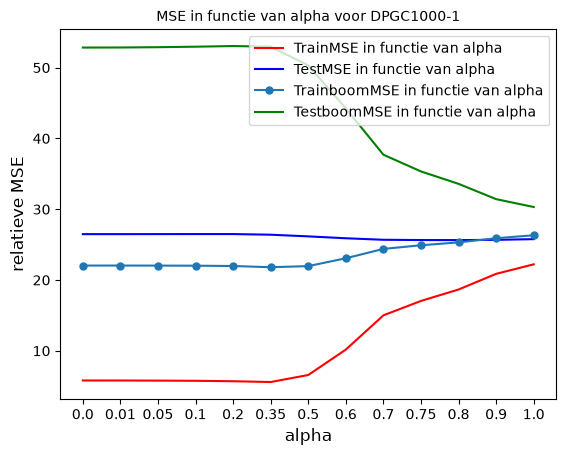 MSE in functie van alpha voor DPGC1000-1
TrainMSE in functie van alpha
TestMSE in functie van alpha
TrainboomMSE in functie van alpha
TestboomMSE in functie van alpha
relatieve MSE
50
40
30
20
10
0.0 0.01 0.05 0.1 0.2 0.35 0.5 0.6 0.7 0.75 0.8 0.9 1.0
alpha